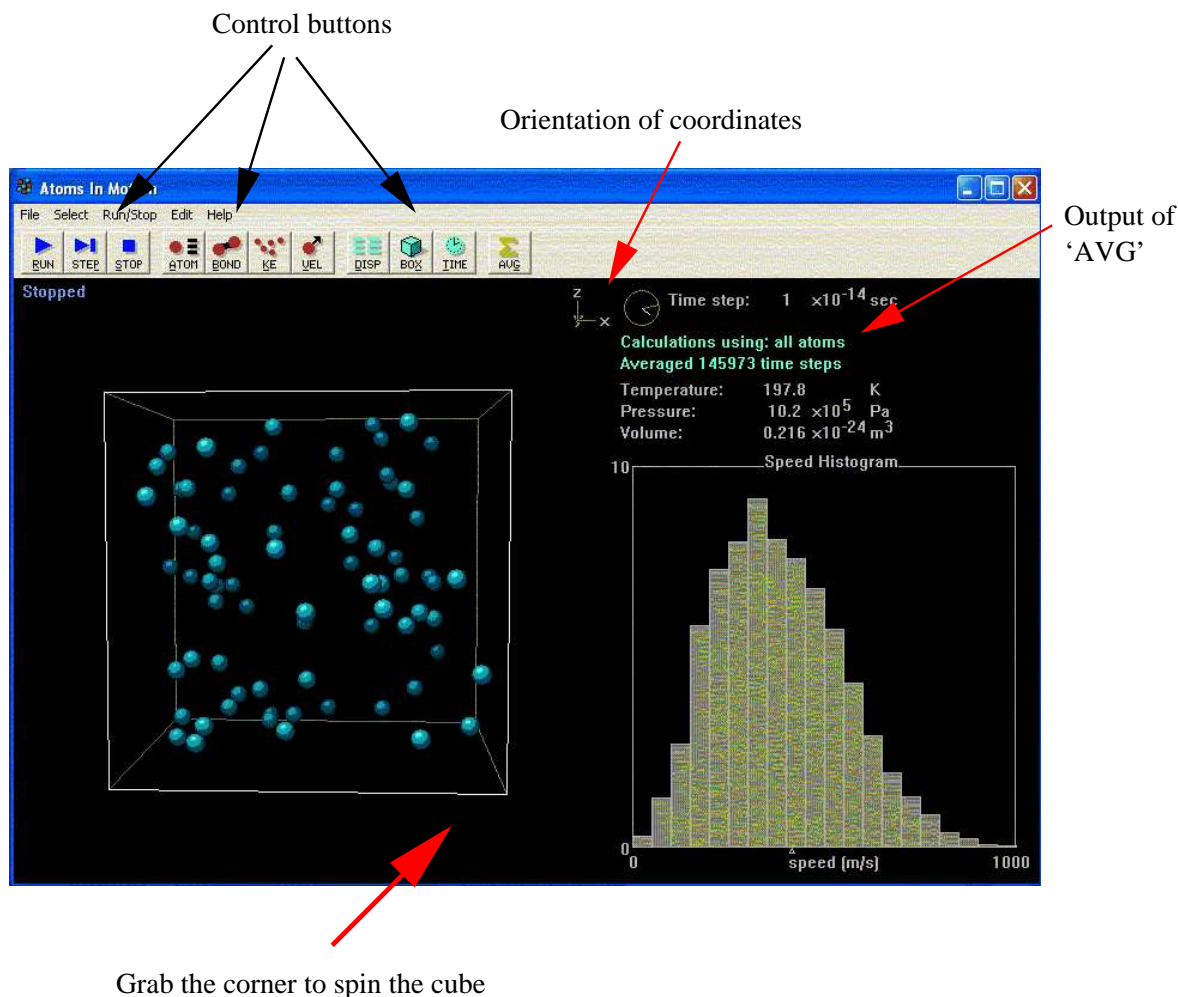 Control buttons
Orientation of coordinates
Output of
‘AVG’
Atoms In Motion
File Select Run/Stop Edit Help
RUN STEP STOP ATOM BOND KE VEL DISP BOX TIME AVG
Stopped
z
y x
Time step: 1 x10-14 sec
Calculations using: all atoms
Averaged 145973 time steps
Temperature: 197.8 K
Pressure: 10.2 x10^5 Pa
Volume: 0.216 x10^-24 m^3
Speed Histogram
10
0
0 speed (m/s) 1000
Grab the corner to spin the cube